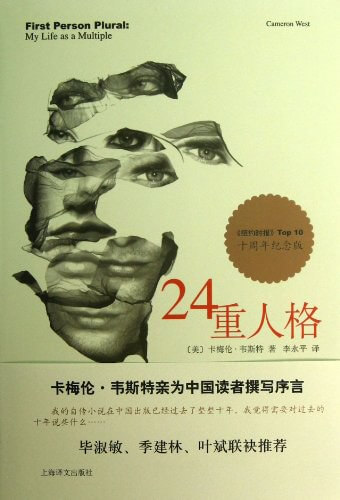 First Person Plural:
My Life as a Multiple
Cameron West
《纽约时报》Top 10
十周年纪念版
24重人格
〔美〕卡梅伦·韦斯特 著 李永平 译
卡梅伦·韦斯特亲为中国读者撰写序言
我的自传小说在中国出版已经过去了整整十年，我觉得需要对过去的
十年说些什么……
毕淑敏、季建林、叶斌联袂推荐
上海译文出版社